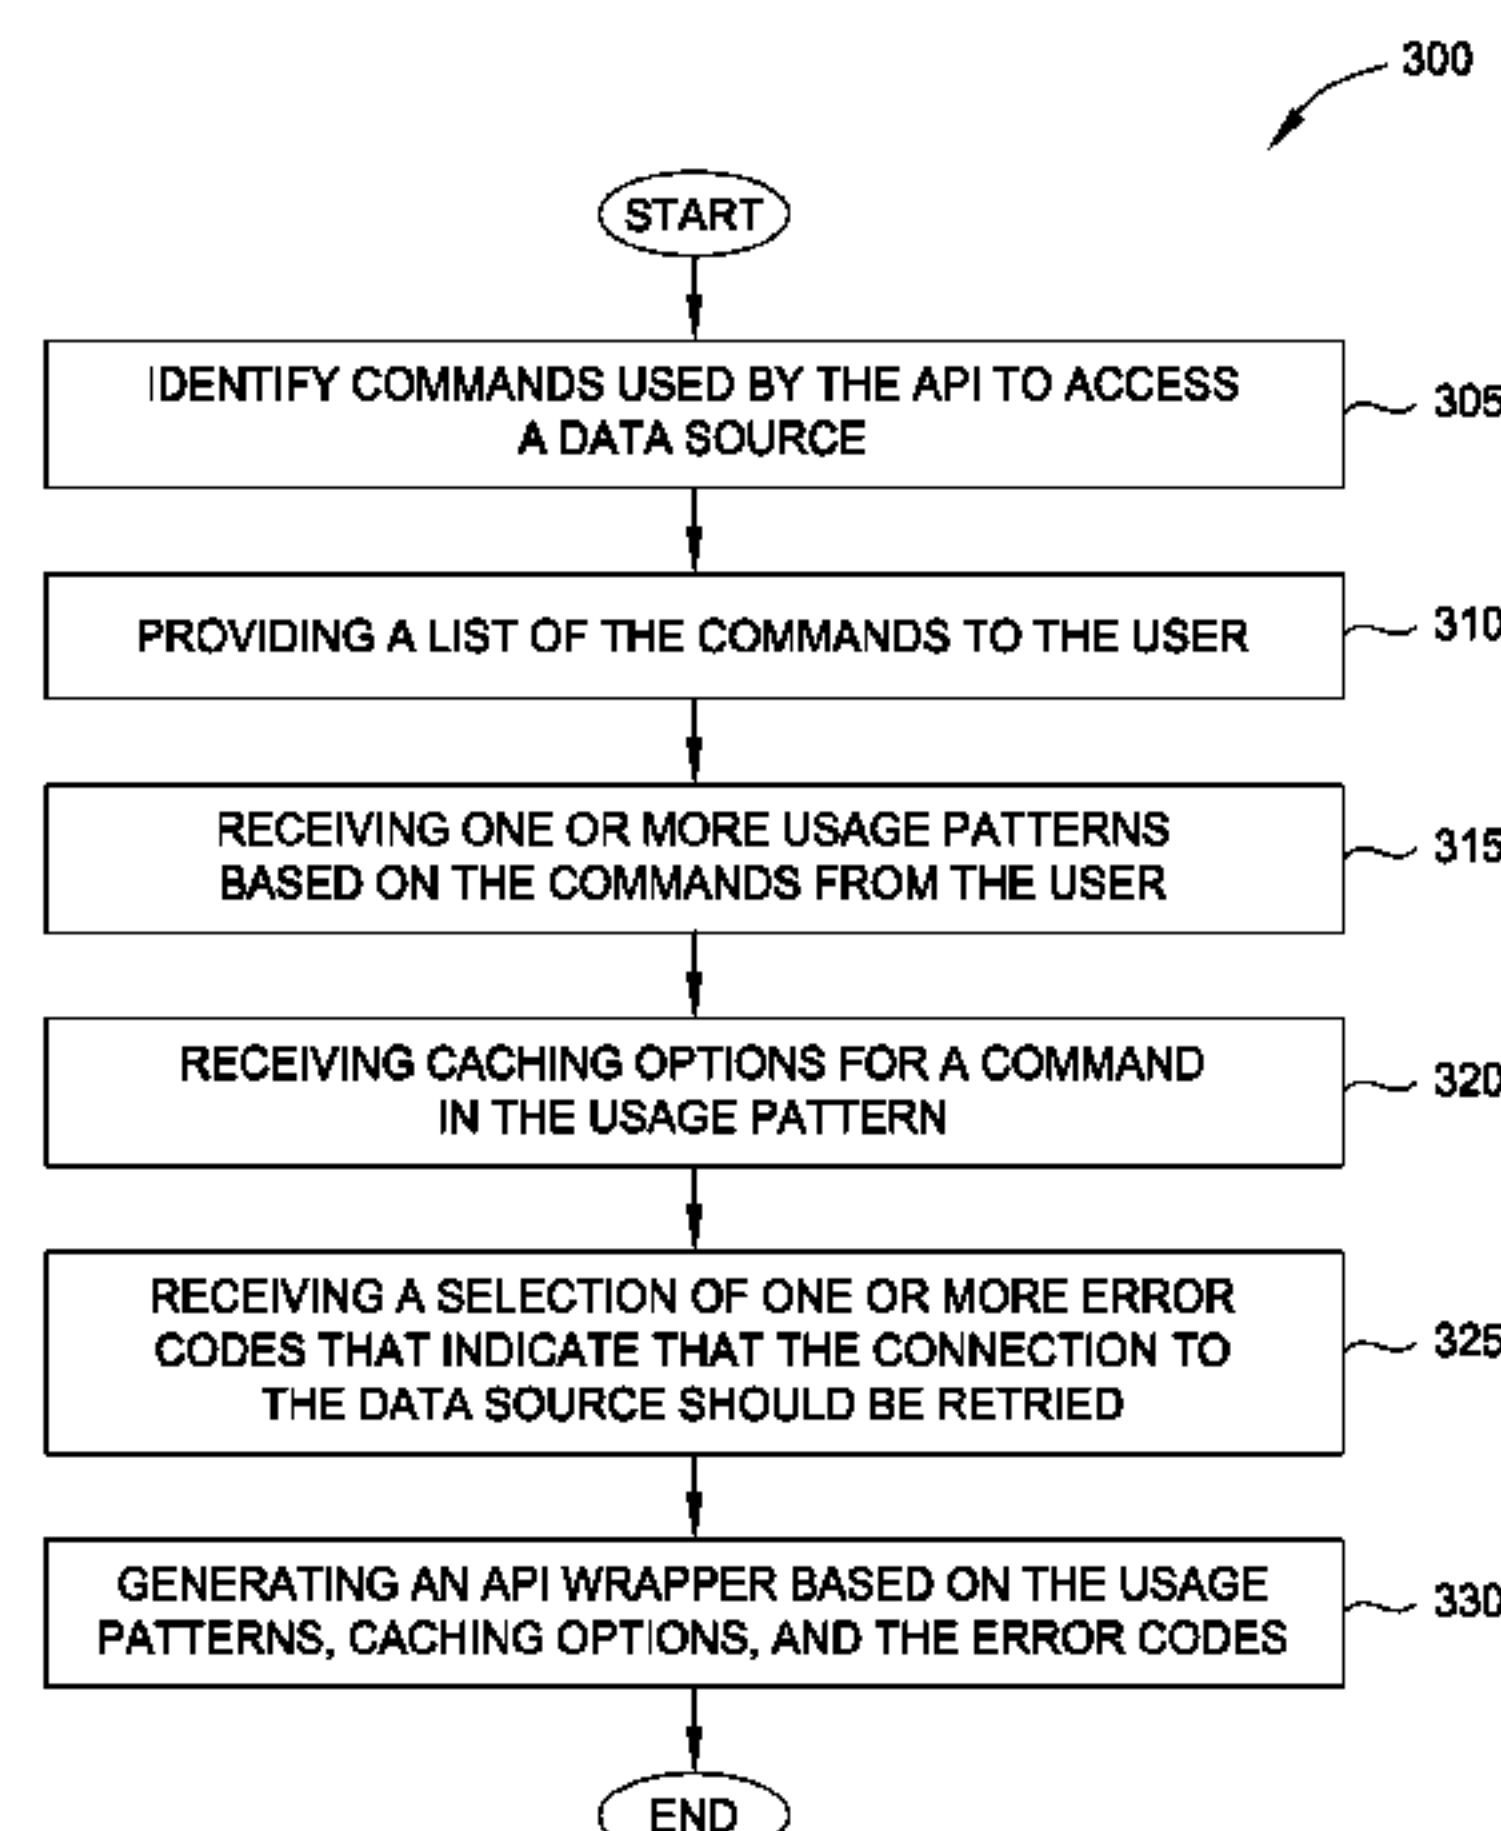 300
START
IDENTIFY COMMANDS USED BY THE API TO ACCESS
A DATA SOURCE
305
PROVIDING A LIST OF THE COMMANDS TO THE USER
310
RECEIVING ONE OR MORE USAGE PATTERNS
BASED ON THE COMMANDS FROM THE USER
315
RECEIVING CACHING OPTIONS FOR A COMMAND
IN THE USAGE PATTERN
320
RECEIVING A SELECTION OF ONE OR MORE ERROR
CODES THAT INDICATE THAT THE CONNECTION TO
THE DATA SOURCE SHOULD BE RETRIED
325
GENERATING AN API WRAPPER BASED ON THE USAGE
PATTERNS, CACHING OPTIONS, AND THE ERROR CODES
330
END